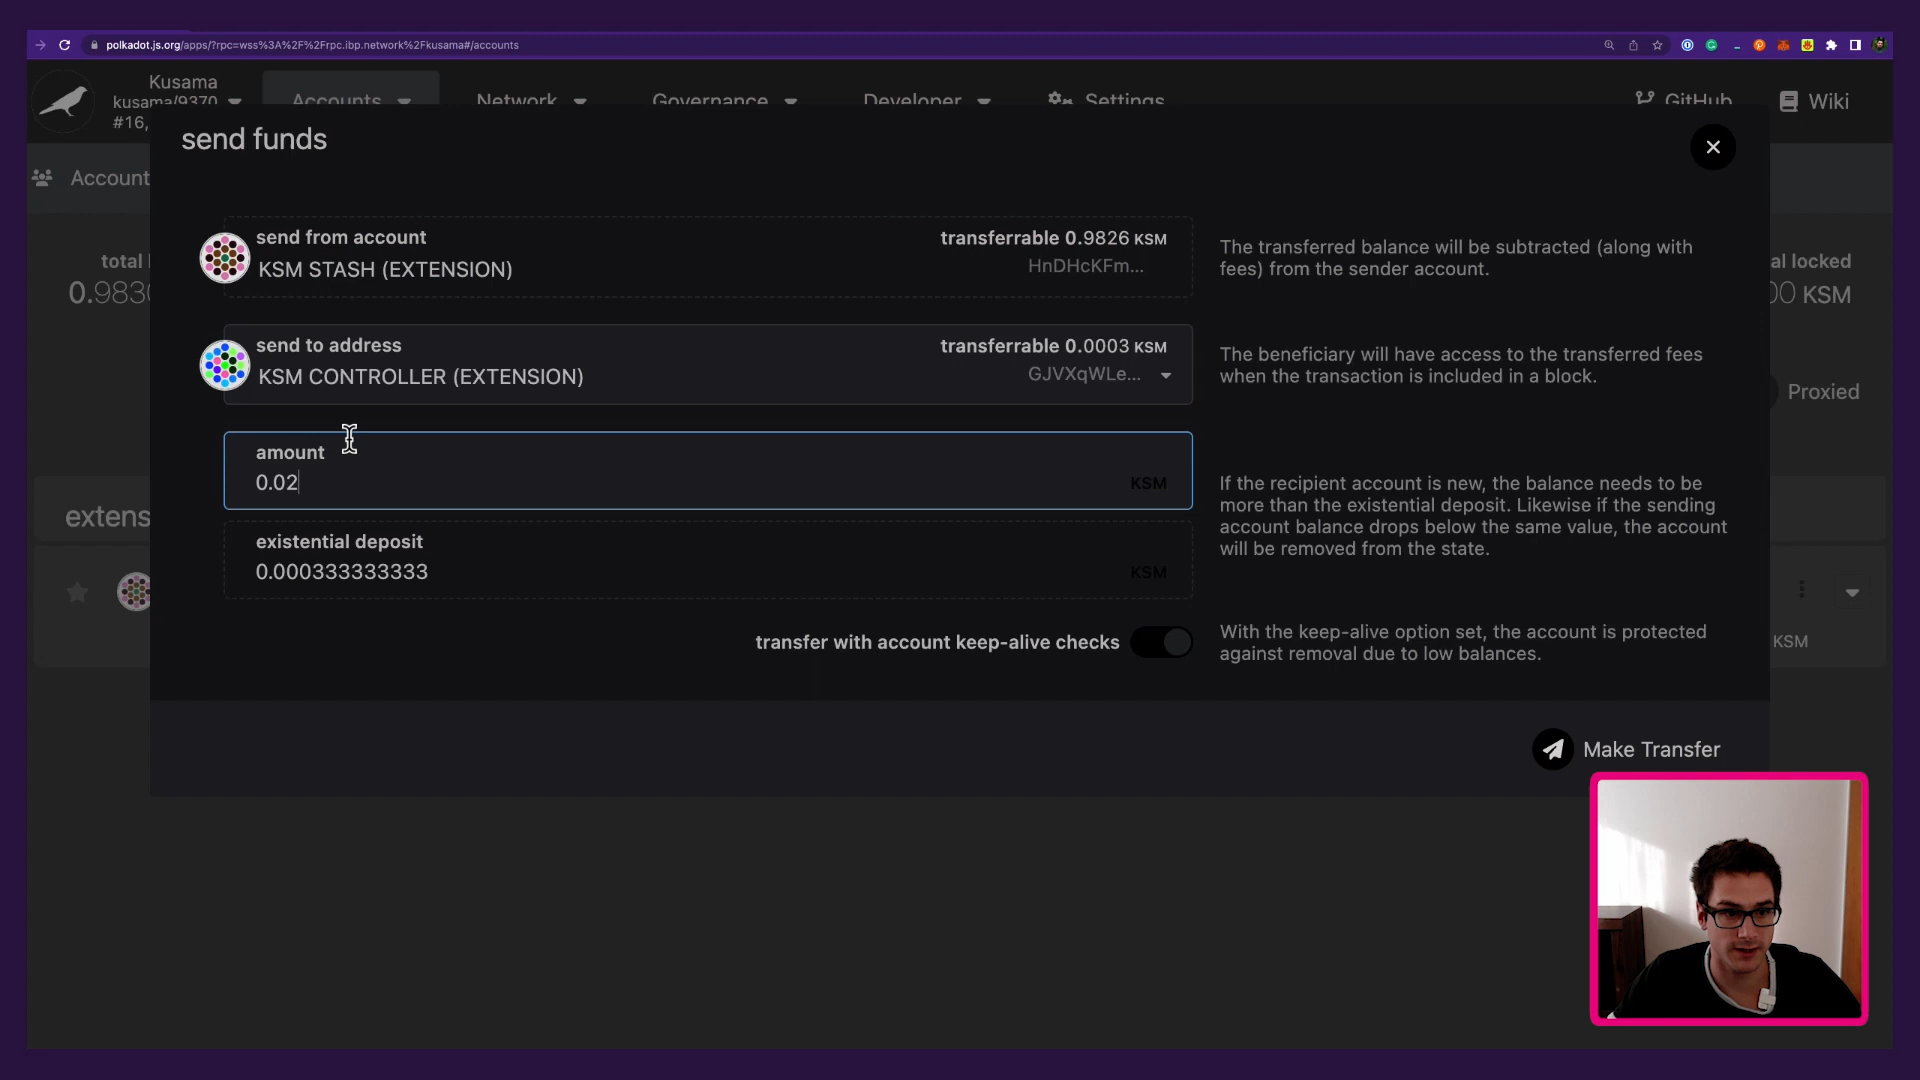 polkadot.js.org/apps/?rpc=wss%3A%2F%2Frpc.ibp.network%2Fkusama#/accounts
Kusama
kusama/9370
#16,
Accounts
Network
Governance
Developer
Settings
GitHub
Wiki
Account
send funds
total
0.983
al locked
00 KSM
send from account
KSM STASH (EXTENSION)
transferrable 0.9826 KSM
HnDHcKFm...
The transferred balance will be subtracted (along with
fees) from the sender account.
send to address
KSM CONTROLLER (EXTENSION)
transferrable 0.0003 KSM
GJVXqWLe...
The beneficiary will have access to the transferred fees
when the transaction is included in a block.
Proxied
amount
0.02
KSM
If the recipient account is new, the balance needs to be
more than the existential deposit. Likewise if the sending
account balance drops below the same value, the account
will be removed from the state.
extens
existential deposit
0.000333333333
KSM
transfer with account keep-alive checks
With the keep-alive option set, the account is protected
against removal due to low balances.
KSM
Make Transfer